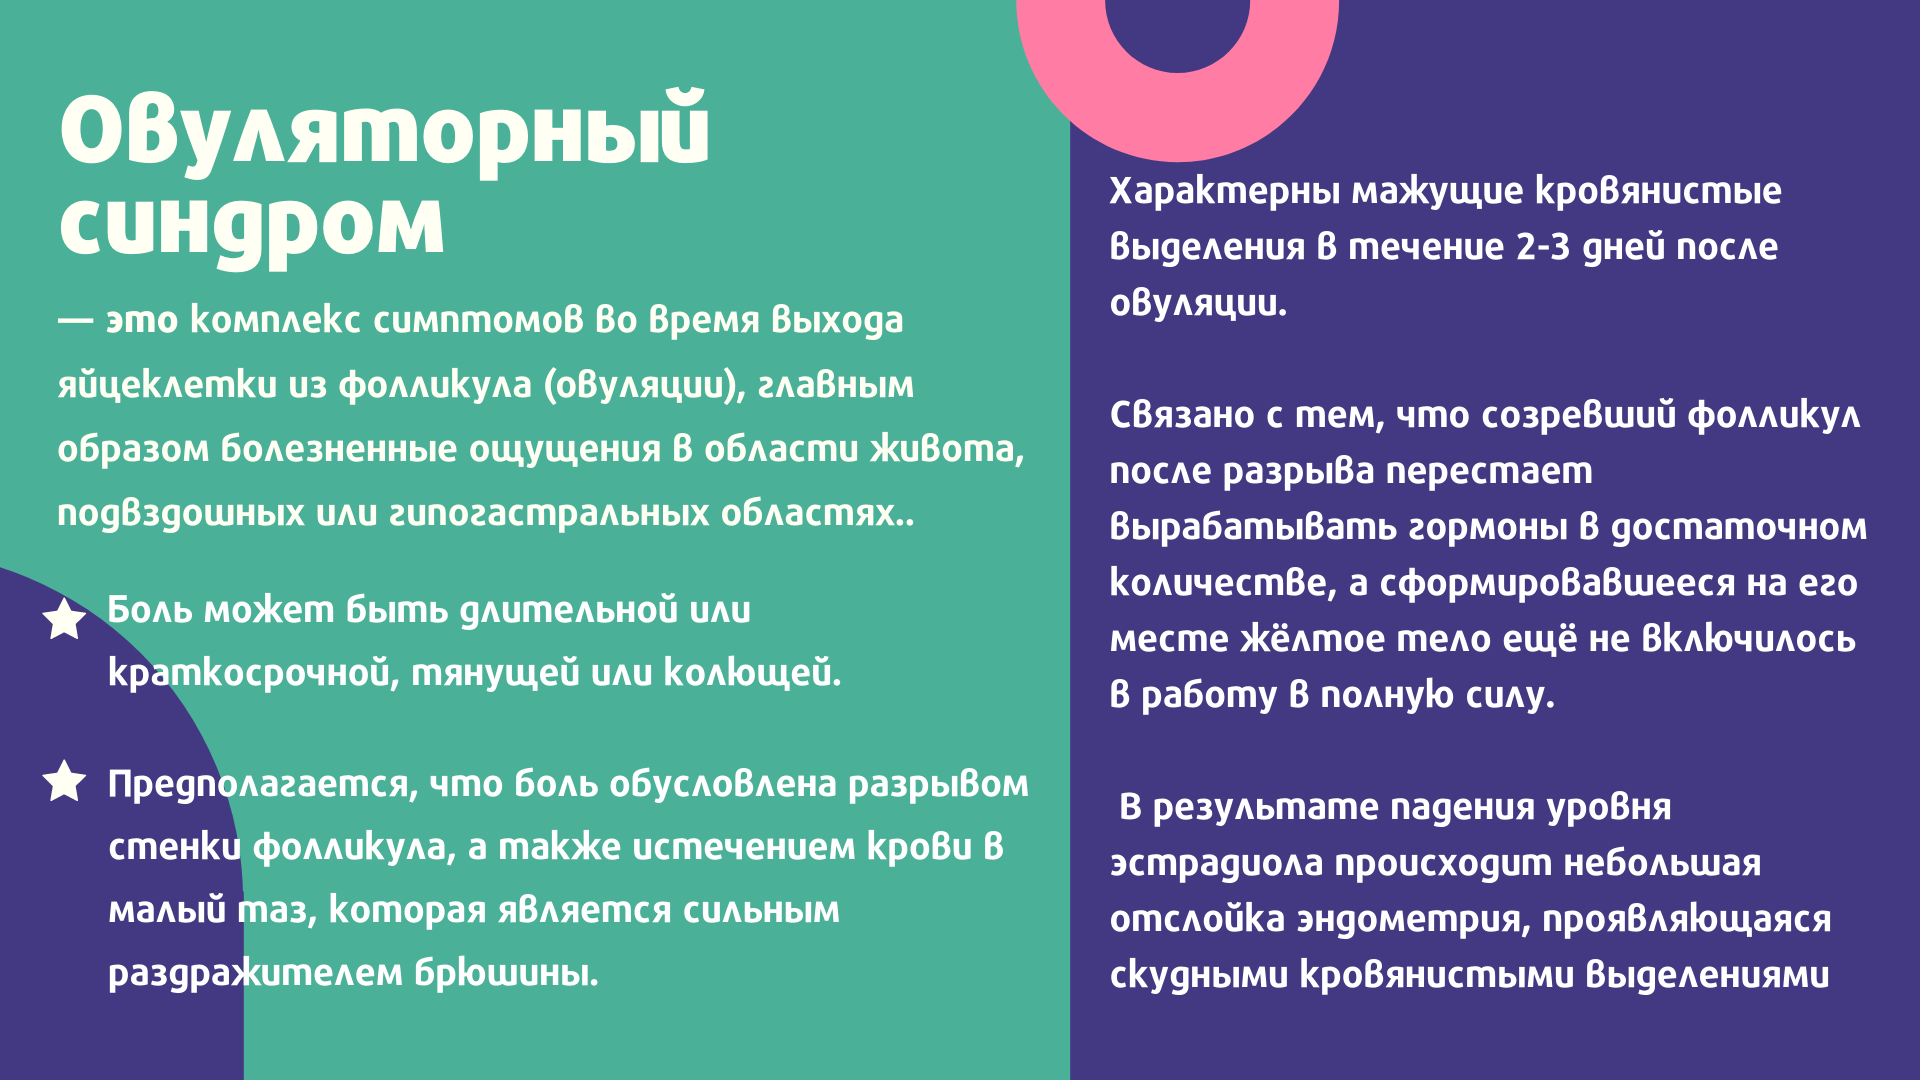 Овуляторный
синдром
— это комплекс симптомов во время выхода
яйцеклетки из фолликула (овуляции), главным
образом болезненные ощущения в области живота,
подвздошных или гипогастральных областях..
Боль может быть длительной или
краткосрочной, тянущей или колющей.
Предполагается, что боль обусловлена разрывом
стенки фолликула, а также истечением крови в
малый таз, которая является сильным
раздражителем брюшины.
Характерны мажущие кровянистые
выделения в течение 2-3 дней после
овуляции.
Связано с тем, что созревший фолликул
после разрыва перестает
вырабатывать гормоны в достаточном
количестве, а сформировавшееся на его
месте жёлтое тело ещё не включилось
в работу в полную силу.
В результате падения уровня
эстрадиола происходит небольшая
отслойка эндометрия, проявляющаяся
скудными кровянистыми выделениями